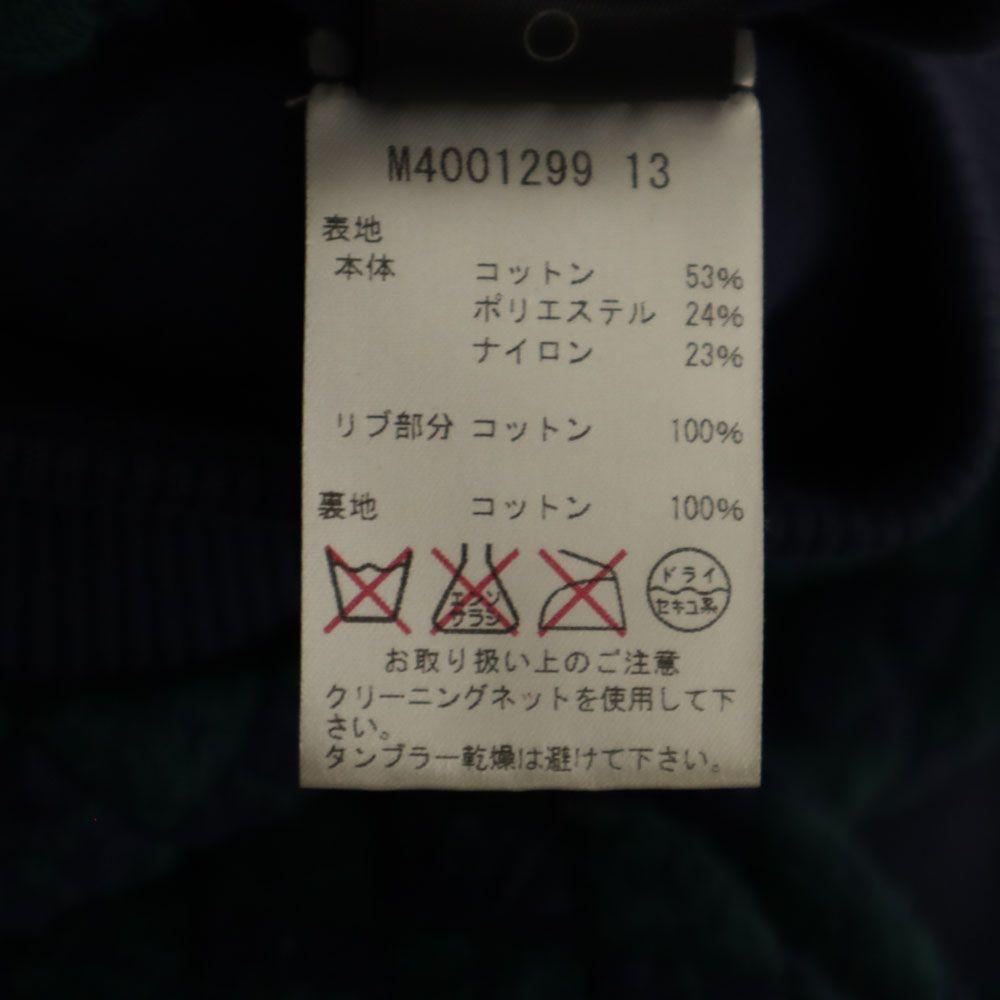 M4001299 13
表地
本体 コットン 53%
ポリエステル 24%
ナイロン 23%
リブ部分 コットン 100%
裏地 コットン 100%
エンソ
サラシ
ドライ
セキユ系
お取り扱い上のご注意
クリーニングネットを使用して下
さい。
タンブラー乾燥は避けて下さい。